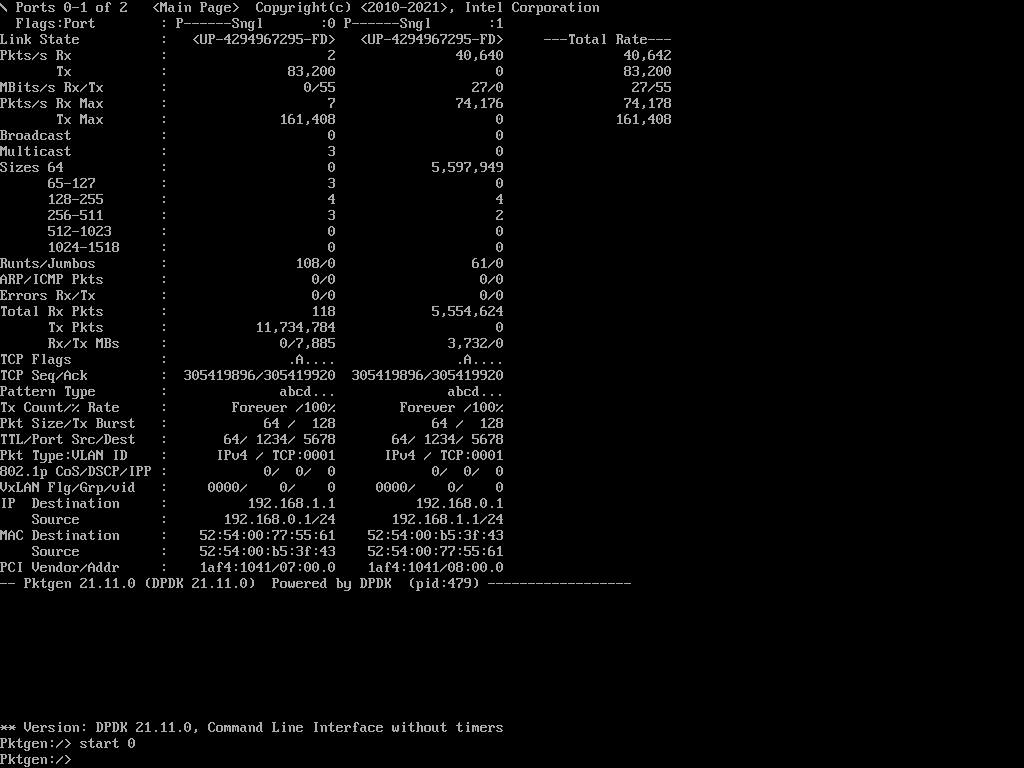 \ Ports 0-1 of 2   <Main Page>  Copyright(c) <2010-2021>, Intel Corporation
  Flags:Port        : P------Sngl       :0 P------Sngl       :1
Link State          :   <UP-4294967295-FD>   <UP-4294967295-FD>     ---Total Rate---
Pkts/s Rx           :                    2               40,640               40,642
       Tx           :               83,200                    0               83,200
MBits/s Rx/Tx       :                 0/55                 27/0                27/55
Pkts/s Rx Max       :                    7               74,176               74,178
       Tx Max       :              161,408                    0              161,408
Broadcast           :                    0                    0
Multicast           :                    3                    0
Sizes 64            :                    0            5,597,949
      65-127        :                    3                    0
      128-255       :                    4                    4
      256-511       :                    3                    2
      512-1023      :                    0                    0
      1024-1518     :                    0                    0
Runts/Jumbos        :                108/0                 61/0
ARP/ICMP Pkts       :                  0/0                  0/0
Errors Rx/Tx        :                  0/0                  0/0
Total Rx Pkts       :                  118            5,554,624
      Tx Pkts       :           11,734,784                    0
      Rx/Tx MBs     :              0/7,885              3,732/0
TCP Flags           :               .A....               .A....
TCP Seq/Ack         :  305419896/305419920  305419896/305419920
Pattern Type        :              abcd...              abcd...
Tx Count/% Rate     :        Forever /100%        Forever /100%
Pkt Size/Tx Burst   :            64 /  128            64 /  128
TTL/Port Src/Dest   :       64/ 1234/ 5678       64/ 1234/ 5678
Pkt Type:VLAN ID    :      IPv4 / TCP:0001      IPv4 / TCP:0001
802.1p CoS/DSCP/IPP :            0/  0/  0            0/  0/  0
VxLAN Flg/Grp/vid   :     0000/    0/    0     0000/    0/    0
IP  Destination     :          192.168.1.1          192.168.0.1
    Source          :       192.168.0.1/24       192.168.1.1/24
MAC Destination     :    52:54:00:77:55:61    52:54:00:b5:3f:43
    Source          :    52:54:00:b5:3f:43    52:54:00:77:55:61
PCI Vendor/Addr     :    1af4:1041/07:00.0    1af4:1041/08:00.0
-- Pktgen 21.11.0 (DPDK 21.11.0)  Powered by DPDK  (pid:479) ------------------
** Version: DPDK 21.11.0, Command Line Interface without timers
Pktgen:/> start 0
Pktgen:/>